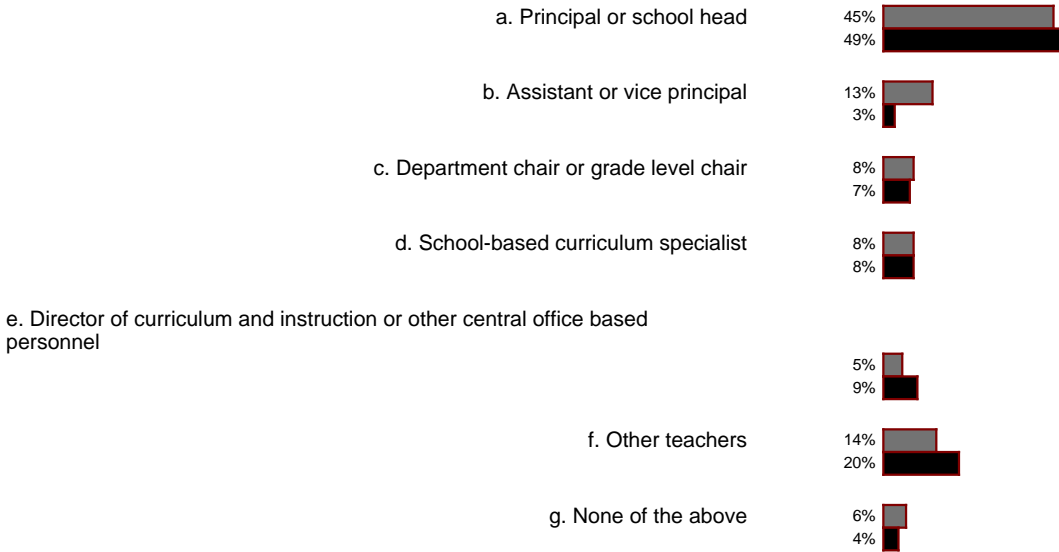 a. Principal or school head
45%
49%
b. Assistant or vice principal
13%
3%
c. Department chair or grade level chair
8%
7%
d. School-based curriculum specialist
8%
8%
e. Director of curriculum and instruction or other central office based
personnel
5%
9%
f. Other teachers
14%
20%
g. None of the above
6%
4%